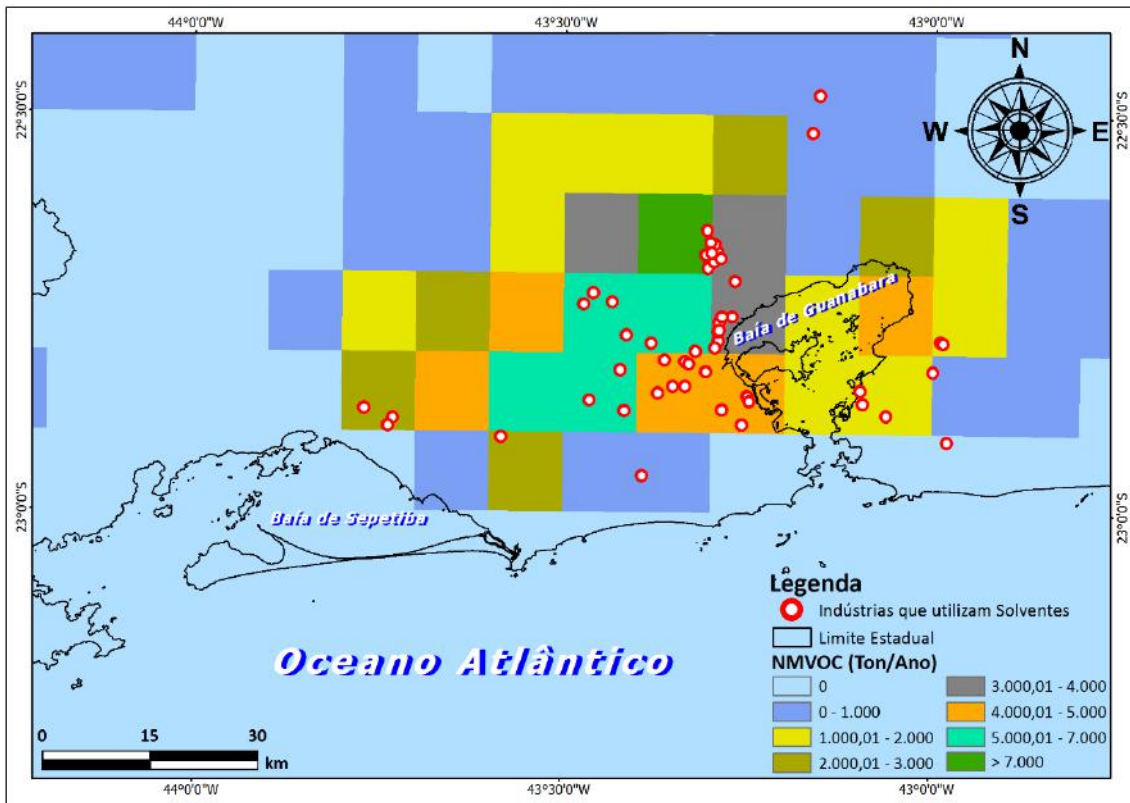 44°0'0"W
43°30'0"W
43°0'0"W
22°30'0"S
22°30'0"S
N
W
E
S
Baía de Guanabara
23°0'0"S
23°0'0"S
Baía de Sepetiba
Oceano Atlântico
Legenda
Indústrias que utilizam Solventes
Limite Estadual
NMVOC (Ton/Ano)
0
3.000,01 - 4.000
0 - 1.000
4.000,01 - 5.000
1.000,01 - 2.000
5.000,01 - 7.000
2.000,01 - 3.000
> 7.000
0
15
30
km
44°0'0"W
43°30'0"W
43°0'0"W